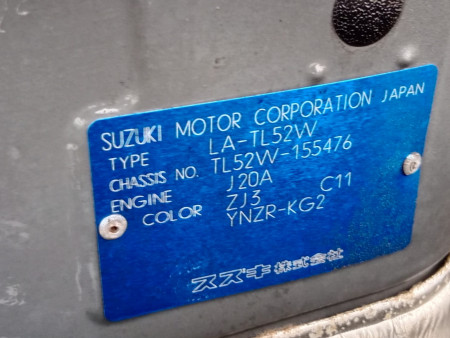 SUZUKI MOTOR CORPORATION JAPAN
TYPE LA-TL52W
CHASSIS NO. TL52W-155476
ENGINE J20A
COLOR ZJ3 C11
YNZR-KG2
スズキ株式会社